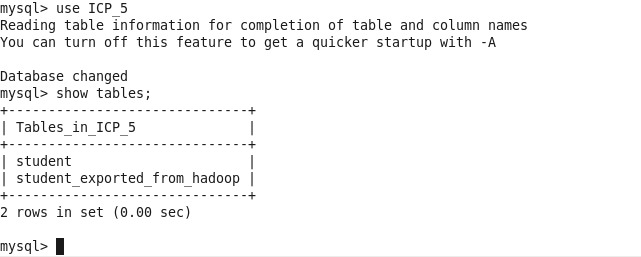 mysql> use ICP_5
Reading table information for completion of table and column names
You can turn off this feature to get a quicker startup with -A
Database changed
mysql> show tables;
+-----------------------------+
| Tables_in_ICP_5             |
+-----------------------------+
| student                     |
| student_exported_from_hadoop |
+-----------------------------+
2 rows in set (0.00 sec)
mysql>